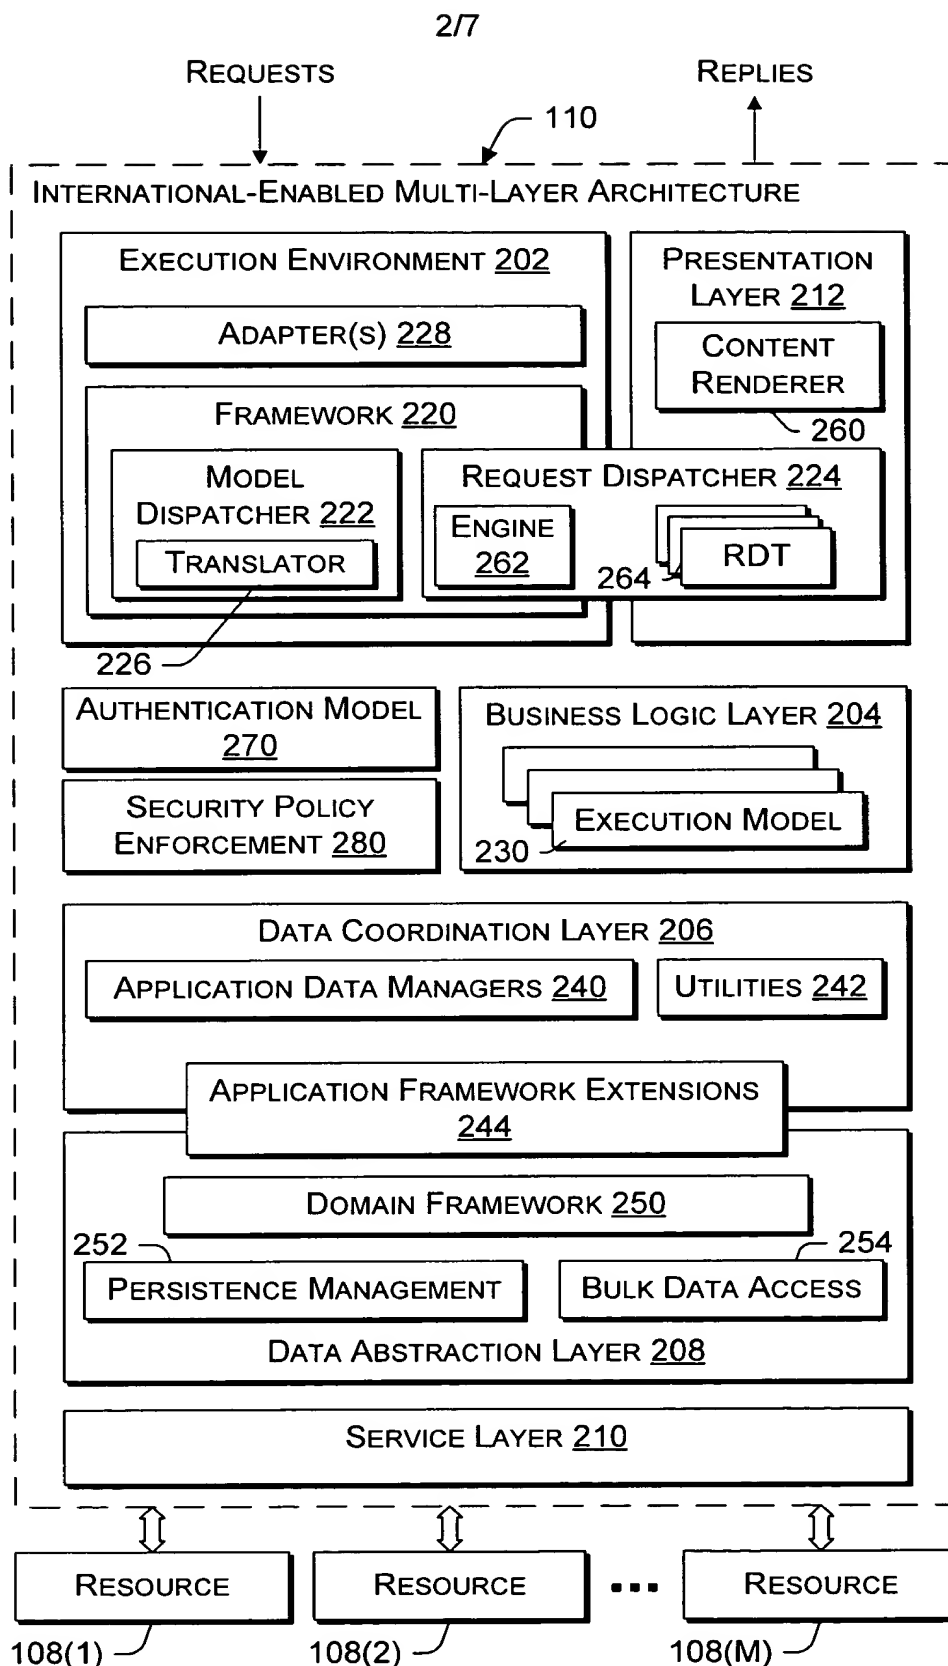 2/7
REQUESTS
REPLIES
110
INTERNATIONAL-ENABLED MULTI-LAYER ARCHITECTURE
EXECUTION ENVIRONMENT 202
ADAPTER(S) 228
FRAMEWORK 220
MODEL
DISPATCHER 222
TRANSLATOR
226
PRESENTATION
LAYER 212
CONTENT
RENDERER
260
REQUEST DISPATCHER 224
ENGINE
262
264
RDT
AUTHENTICATION MODEL
270
SECURITY POLICY
ENFORCEMENT 280
BUSINESS LOGIC LAYER 204
EXECUTION MODEL
230
DATA COORDINATION LAYER 206
APPLICATION DATA MANAGERS 240
UTILITIES 242
APPLICATION FRAMEWORK EXTENSIONS
244
DOMAIN FRAMEWORK 250
252
254
PERSISTENCE MANAGEMENT
BULK DATA ACCESS
DATA ABSTRACTION LAYER 208
SERVICE LAYER 210
RESOURCE
RESOURCE
RESOURCE
108(1)
108(2)
108(M)